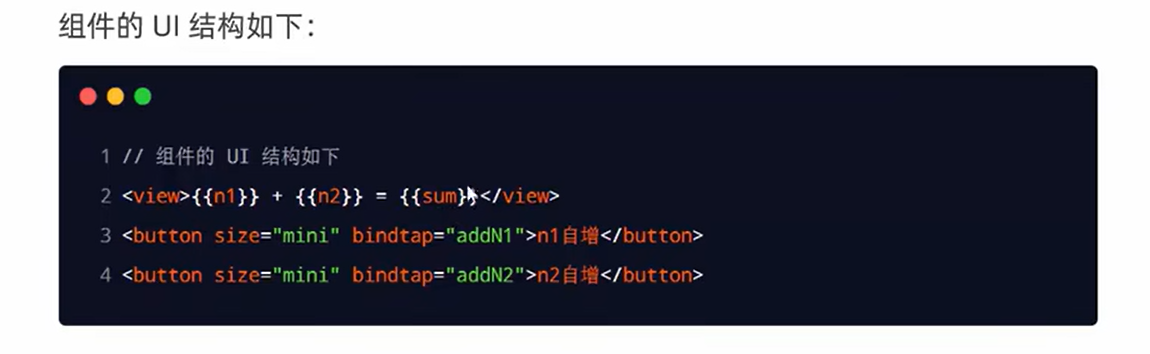 组件的 UI 结构如下：
1 // 组件的 UI 结构如下
2 <view>{{n1}} + {{n2}} = {{sum}}</view>
3 <button size="mini" bindtap="addN1">n1自增</button>
4 <button size="mini" bindtap="addN2">n2自增</button>